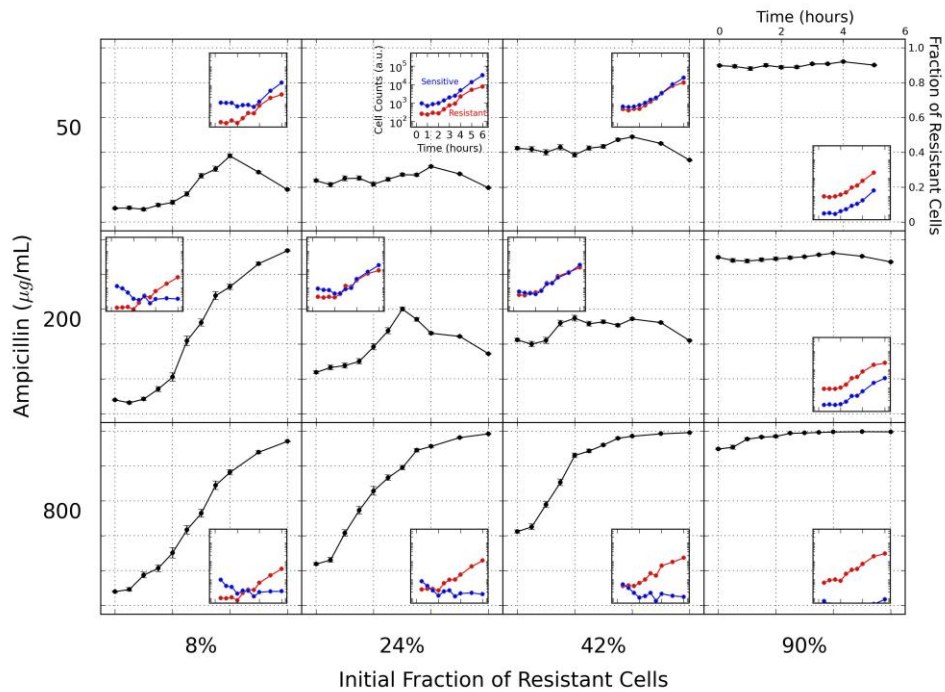 Time (hours)
0 2 4 6
Fraction of
Resistant Cells
1.0
0.8
0.6
0.4
0.2
0
Cell Counts (a.u.)
10^5
10^4
10^3
10^2
Sensitive
Resistant
0 1 2 3 4 5 6
Time (hours)
Ampicillin (μg/mL)
50
200
800
8% 24% 42% 90%
Initial Fraction of Resistant Cells